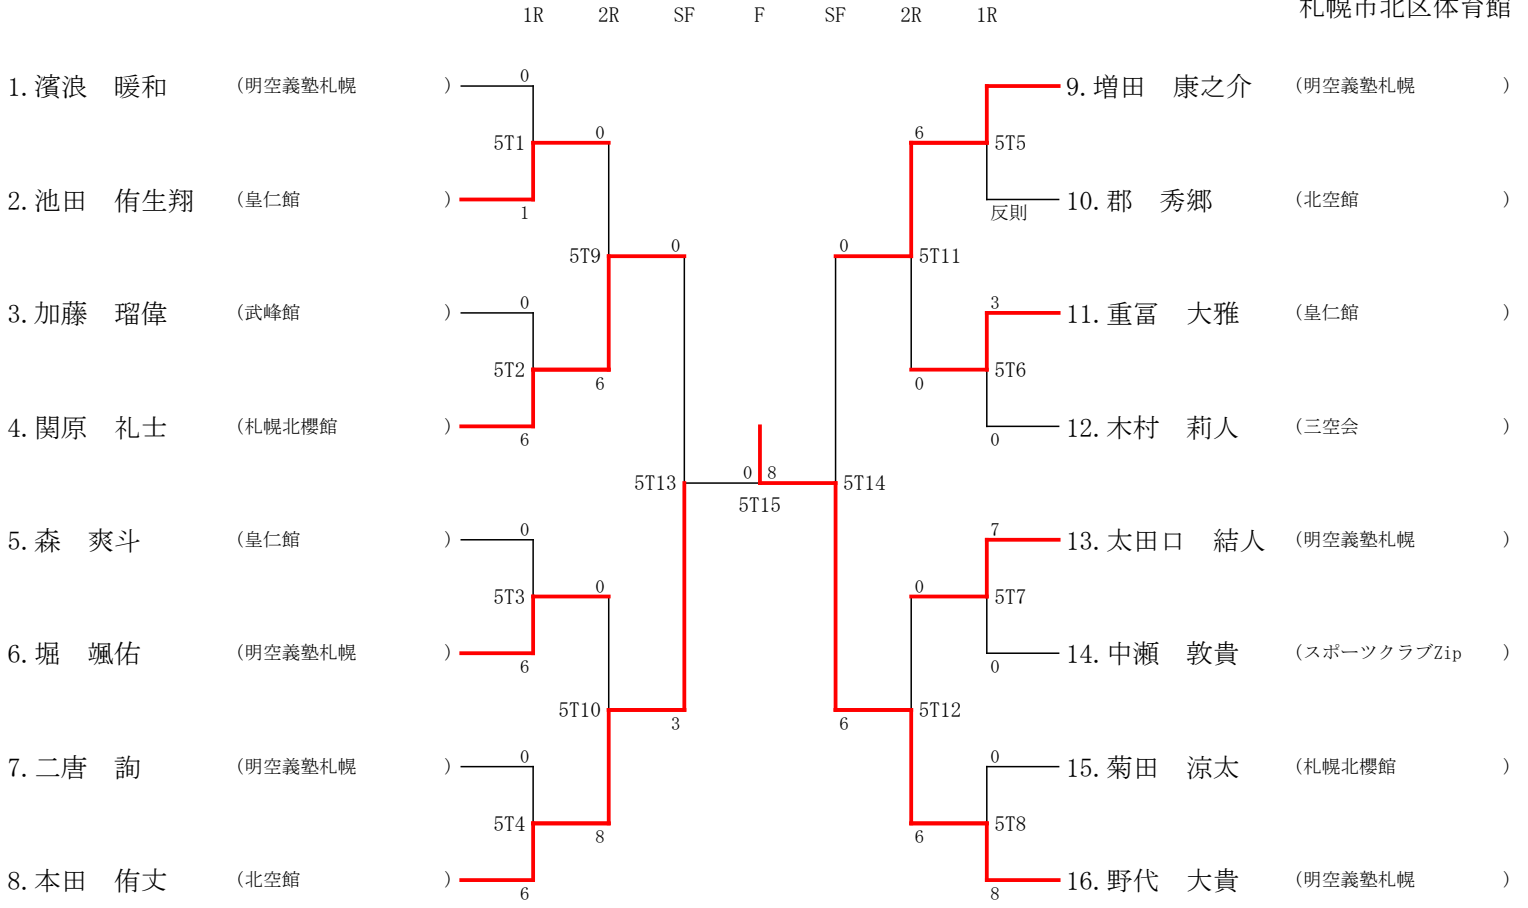 札幌市北区体育館
1R 2R SF F SF 2R 1R
0
1.濱浪　暖和 (明空義塾札幌 ) 9.増田　康之介 (明空義塾札幌 )
5T1 0 6 5T5
2.池田　侑生翔 (皇仁館 ) 10.郡　秀郷 (北空館 )
1 反則
5T9 0 0 5T11
0 3
3.加藤　瑠偉 (武峰館 ) 11.重冨　大雅 (皇仁館 )
5T2 6 0 5T6
4.関原　礼士 (札幌北櫻館 ) 12.木村　莉人 (三空会 )
6 0
5T13 0 8 5T14
5T15
0 7
5.森　爽斗 (皇仁館 ) 13.太田口　結人 (明空義塾札幌 )
5T3 0 0 5T7
6.堀　颯佑 (明空義塾札幌 ) 14.中瀬　敦貴 (スポーツクラブZip )
6 0
5T10 3 6 5T12
0 0
7.二唐　詢 (明空義塾札幌 ) 15.菊田　涼太 (札幌北櫻館 )
5T4 8 6 5T8
8.本田　侑丈 (北空館 ) 16.野代　大貴 (明空義塾札幌 )
6 8